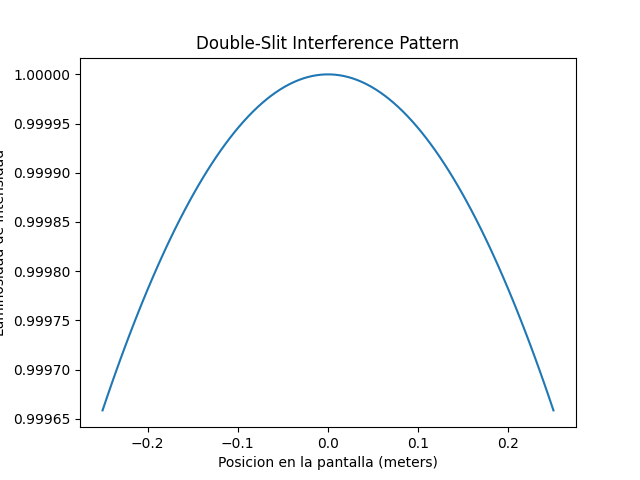 Double-Slit Interference Pattern
1.00000
0.99995
0.99990
0.99985
0.99980
0.99975
0.99970
0.99965
−0.2 −0.1 0.0 0.1 0.2
Posicion en la pantalla (meters)